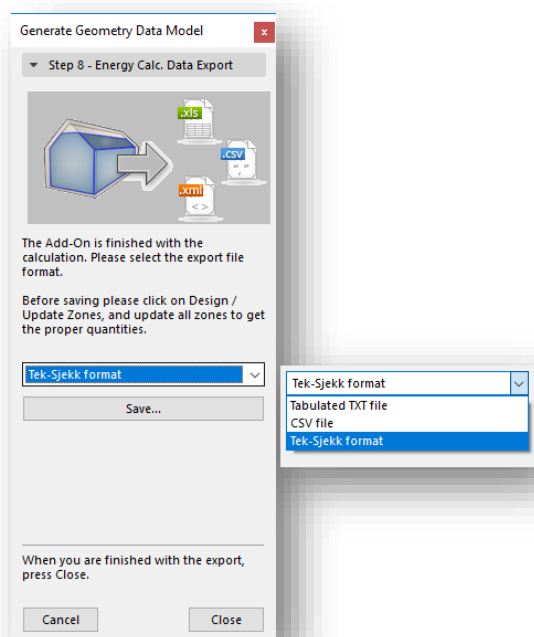 Generate Geometry Data Model
x
Step 8 - Energy Calc. Data Export
.xls
.csv
.xml
The Add-On is finished with the
calculation. Please select the export file
format.
Before saving please click on Design /
Update Zones, and update all zones to get
the proper quantities.
Tek-Sjekk format
Save...
Tek-Sjekk format
Tabulated TXT file
CSV file
Tek-Sjekk format
When you are finished with the export,
press Close.
Cancel
Close